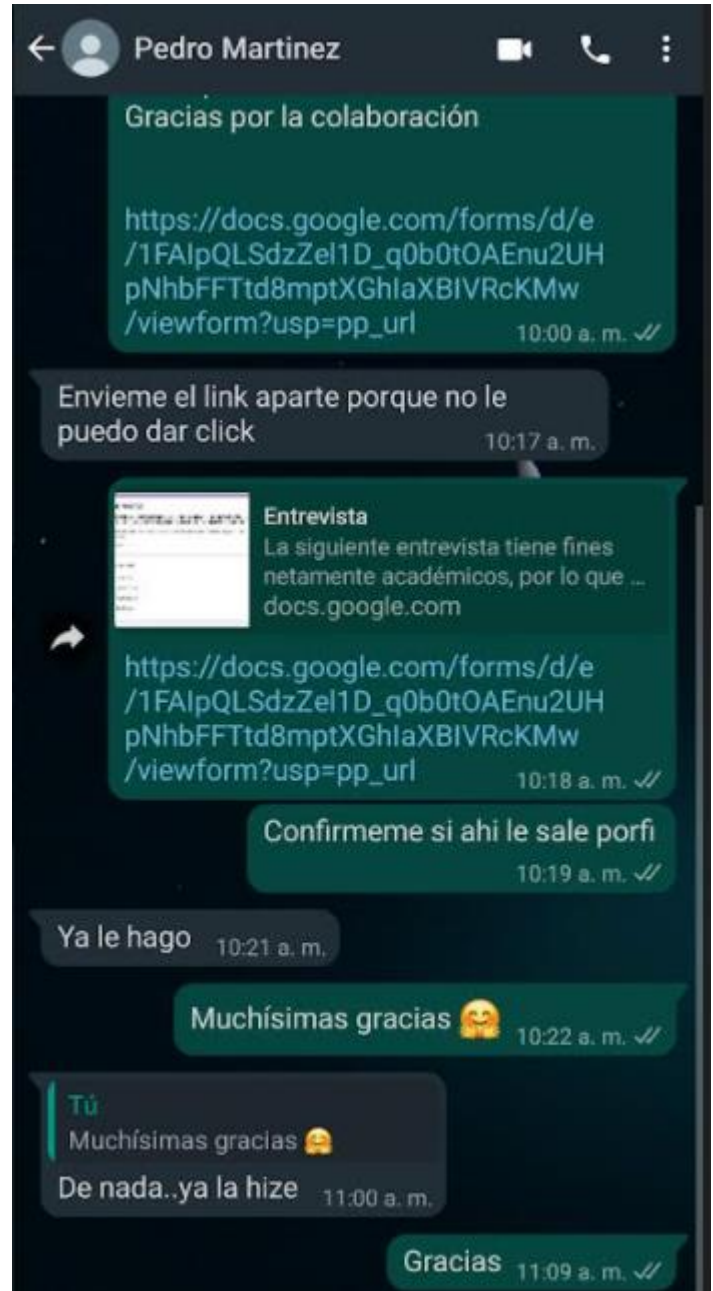 Pedro Martinez
Gracias por la colaboración
https://docs.google.com/forms/d/e
/1FAIpQLSdzZel1D_q0b0tOAEnu2UH
pNhbFFTtd8mptXGhIaXBIVRcKMw
/viewform?usp=pp_url 10:00 a. m.
Envieme el link aparte porque no le
puedo dar click 10:17 a. m.
Entrevista
La siguiente entrevista tiene fines
netamente académicos, por lo que ...
docs.google.com
https://docs.google.com/forms/d/e
/1FAIpQLSdzZel1D_q0b0tOAEnu2UH
pNhbFFTtd8mptXGhIaXBIVRcKMw
/viewform?usp=pp_url 10:18 a. m.
Confirmeme si ahi le sale porfi
10:19 a. m.
Ya le hago 10:21 a. m.
Muchísimas gracias 🤗 10:22 a. m.
Tú
Muchísimas gracias 🤗
De nada..ya la hize 11:00 a. m.
Gracias 11:09 a. m.